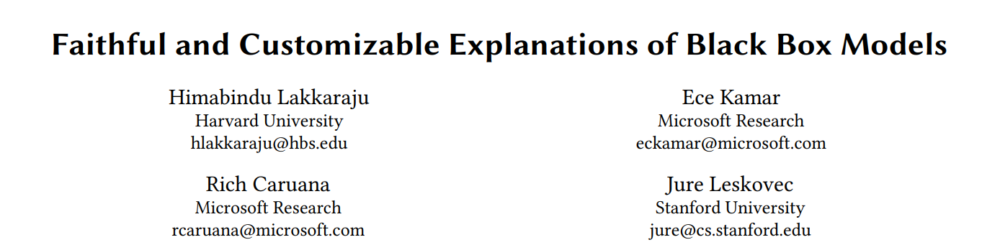 Faithful and Customizable Explanations of Black Box Models
Himabindu Lakkaraju
Harvard University
hlakkaraju@hbs.edu
Ece Kamar
Microsoft Research
eckamar@microsoft.com
Rich Caruana
Microsoft Research
rcaruana@microsoft.com
Jure Leskovec
Stanford University
jure@cs.stanford.edu